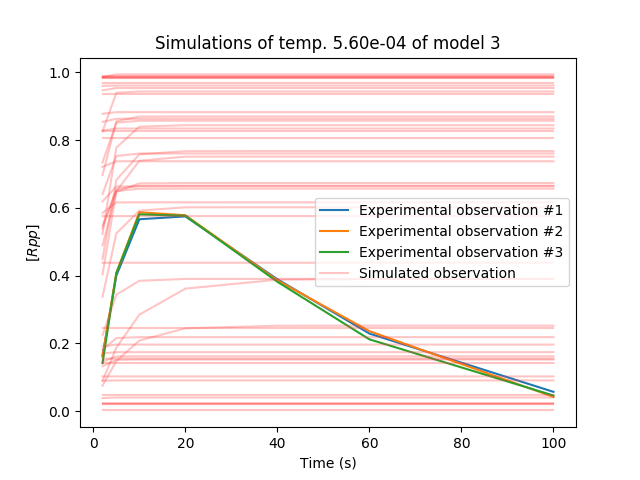 Simulations of temp. 5.60e-04 of model 3
1.0
0.8
0.6
0.4
0.2
0.0
[Rpp]
Experimental observation #1
Experimental observation #2
Experimental observation #3
Simulated observation
0
20
40
60
80
100
Time (s)